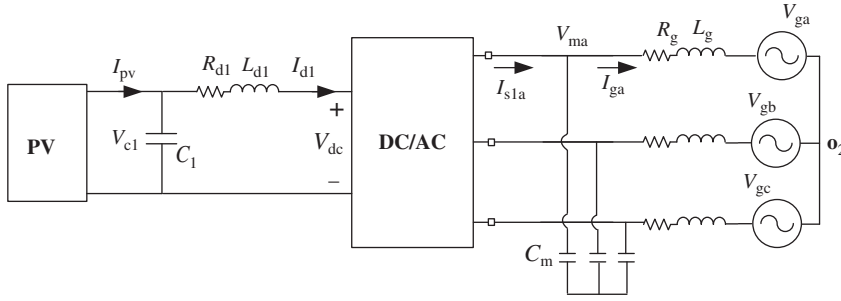 V_ga
V_ma
R_g
L_g
I_pv
R_d1
L_d1
I_d1
I_s1a
I_ga
+
V_gb
PV
V_c1
C_1
V_dc
DC/AC
o_2
–
V_gc
C_m